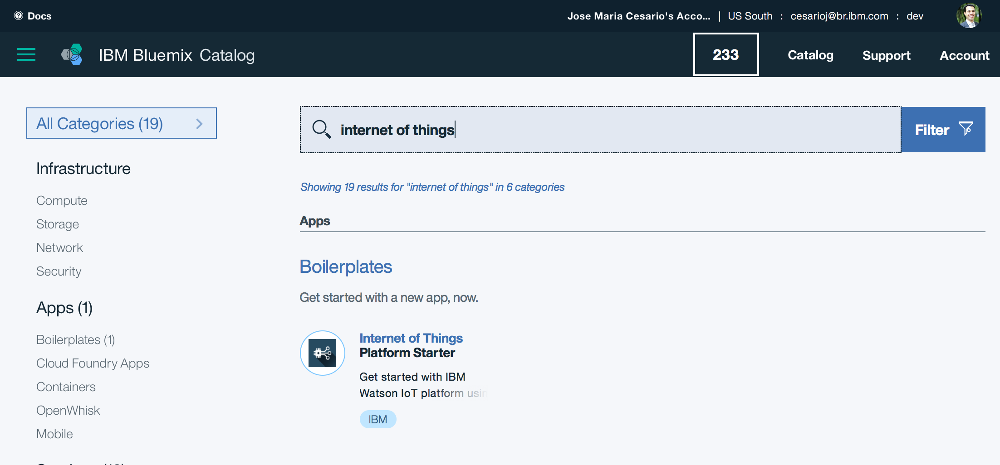 Docs
Jose Maria Cesario's Acco... | US South : cesarioj@br.ibm.com : dev
IBM Bluemix Catalog
233
Catalog
Support
Account
All Categories (19)
Infrastructure
Compute
Storage
Network
Security
Apps (1)
Boilerplates (1)
Cloud Foundry Apps
Containers
OpenWhisk
Mobile
internet of things
Filter
Showing 19 results for "internet of things" in 6 categories
Apps
Boilerplates
Get started with a new app, now.
Internet of Things
Platform Starter
Get started with IBM
Watson IoT platform usin
IBM